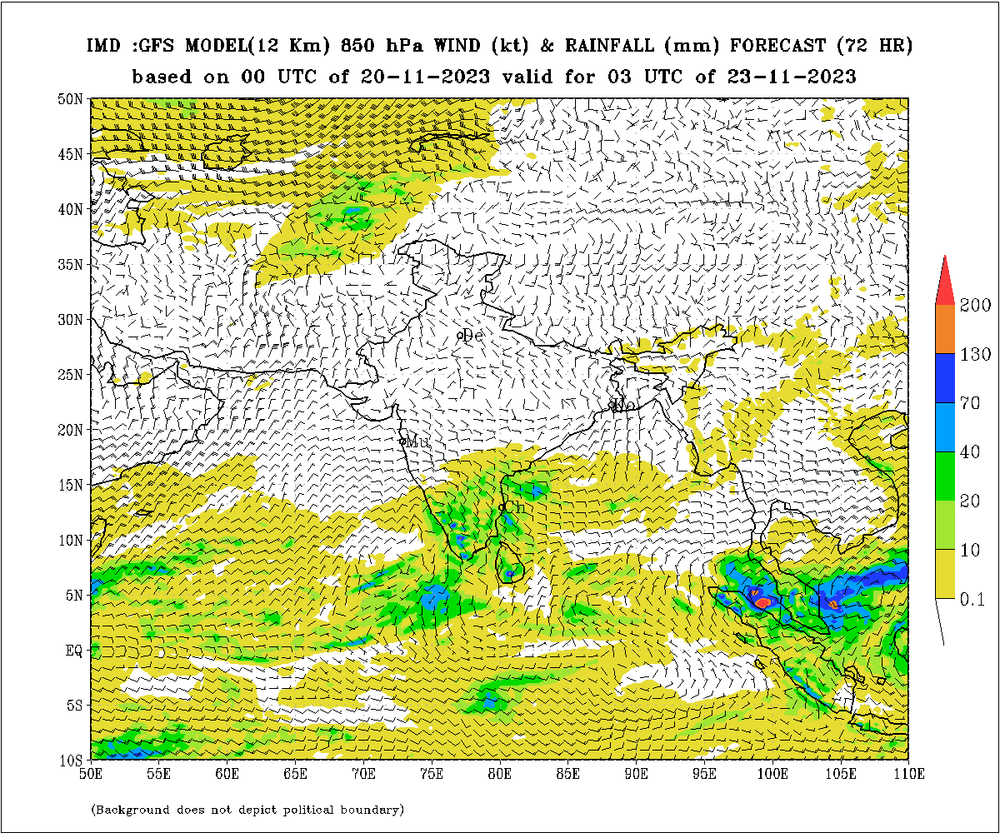 IMD :GFS MODEL(12 Km) 850 hPa WIND (kt) & RAINFALL (mm) FORECAST (72 HR)
based on 00 UTC of 20-11-2023 valid for 03 UTC of 23-11-2023
50N
45N
40N
35N
30N
25N
20N
15N
10N
5N
EQ
5S
10S
De
Ko
Mu
Ch
200
130
70
40
20
10
0.1
50E 55E 60E 65E 70E 75E 80E 85E 90E 95E 100E 105E 110E
(Background does not depict political boundary)